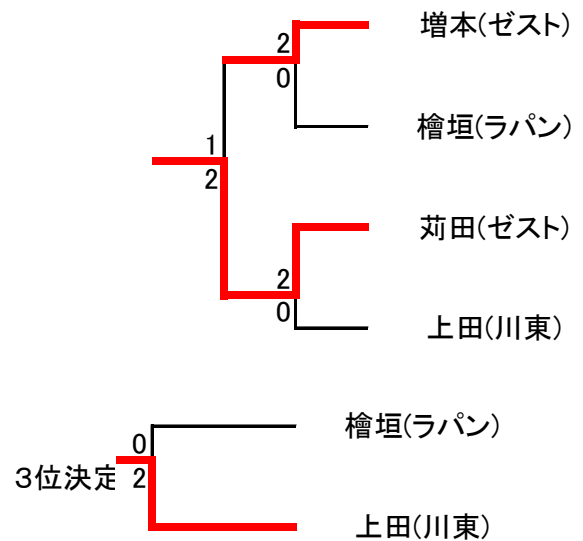 増本(ゼスト)
2
0
檜垣(ラパン)
1
2
苅田(ゼスト)
2
0
上田(川東)
檜垣(ラパン)
0
3位決定 2
上田(川東)